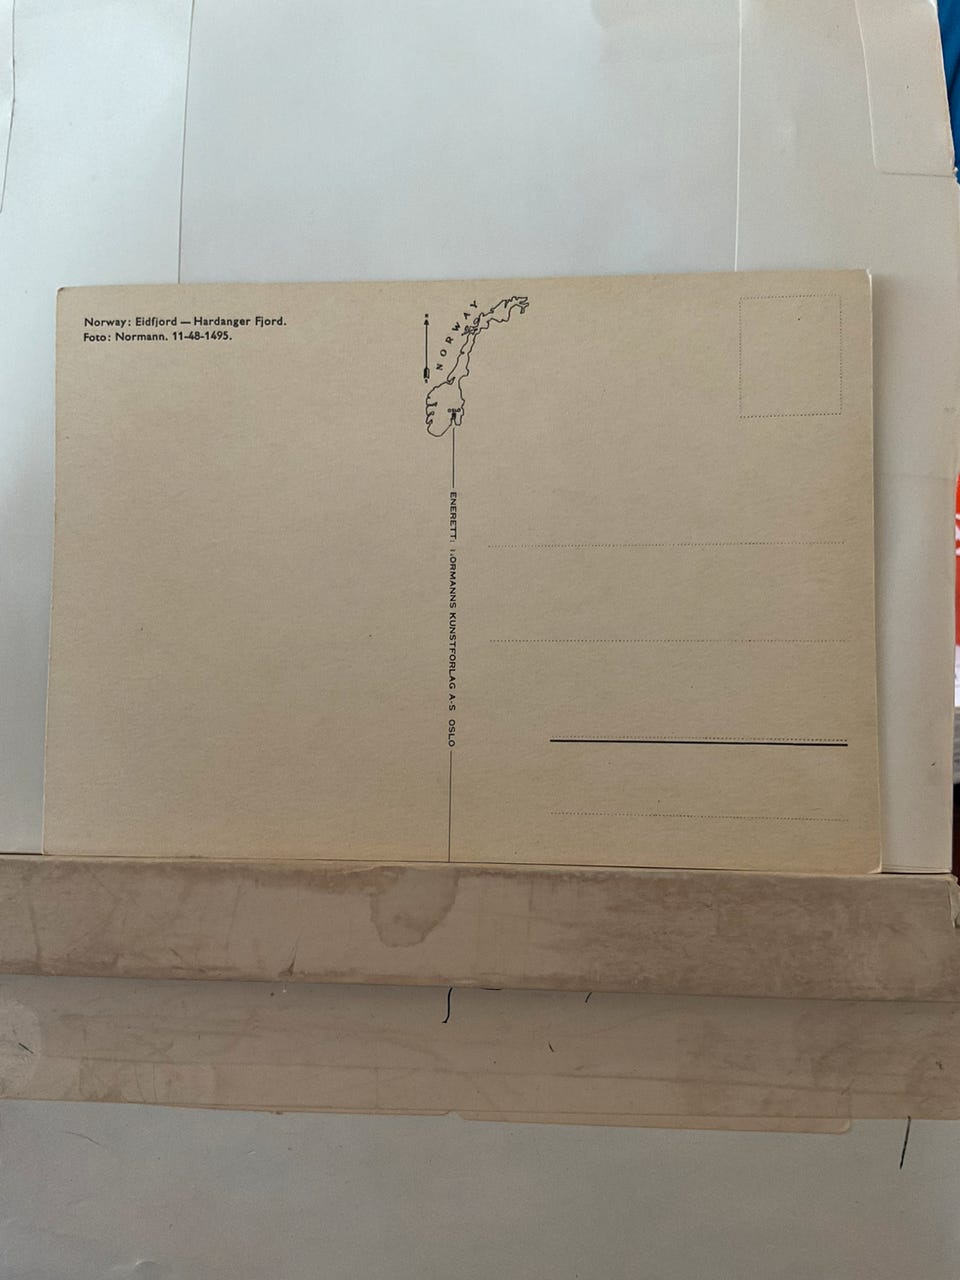 Norway: Eidfjord — Hardanger Fjord.
Foto: Normann. 11-48-1495.
NORWAY
OSLO
ENERETT: NORMANNS KUNSTFORLAG A-S OSLO